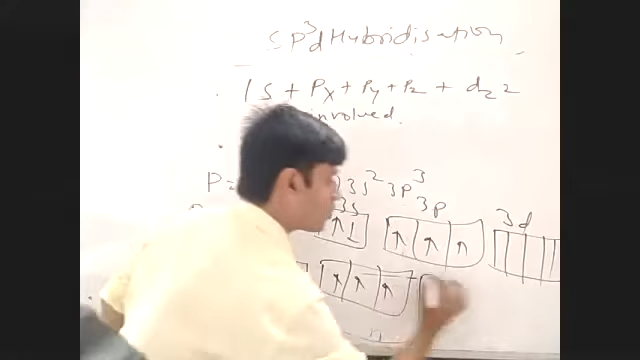 SP³d Hybridisation
1S + Px + Py + Pz + dz2
involved.
P= 3s² 3p³
3s 3p 3d